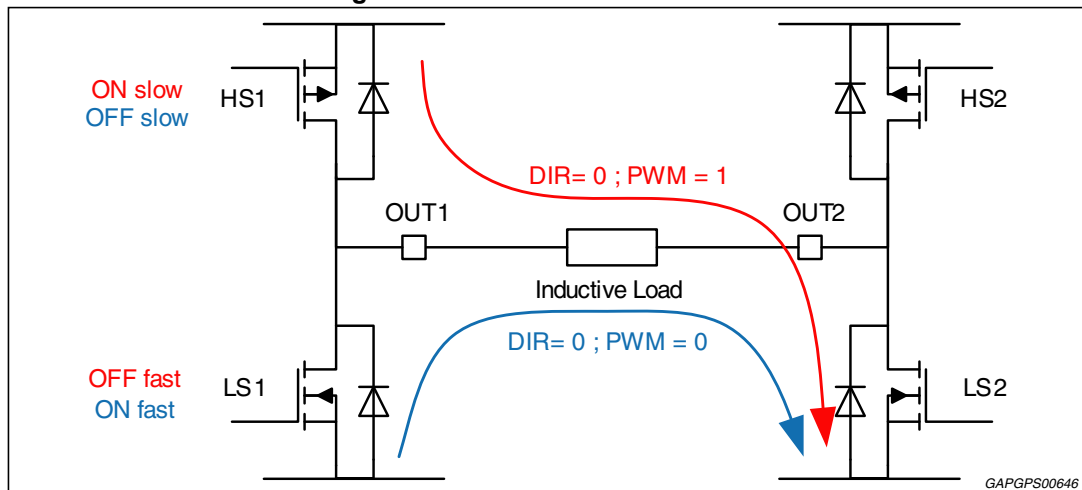 ON slow
OFF slow
HS1
HS2
DIR= 0 ; PWM = 1
OUT1
OUT2
Inductive Load
DIR= 0 ; PWM = 0
OFF fast
ON fast
LS1
LS2
GAPGPS00646